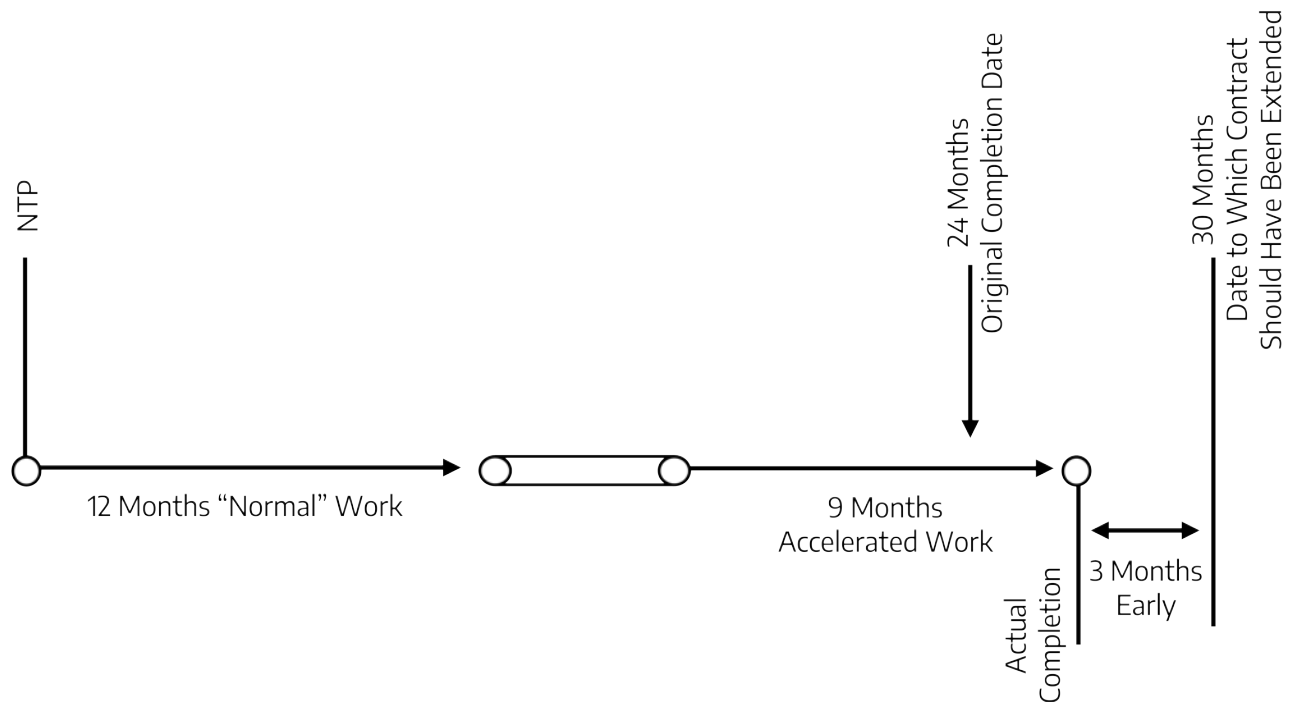 NTP
12 Months “Normal” Work
9 Months
Accelerated Work
24 Months
Original Completion Date
Actual
Completion
3 Months
Early
30 Months
Date to Which Contract
Should Have Been Extended